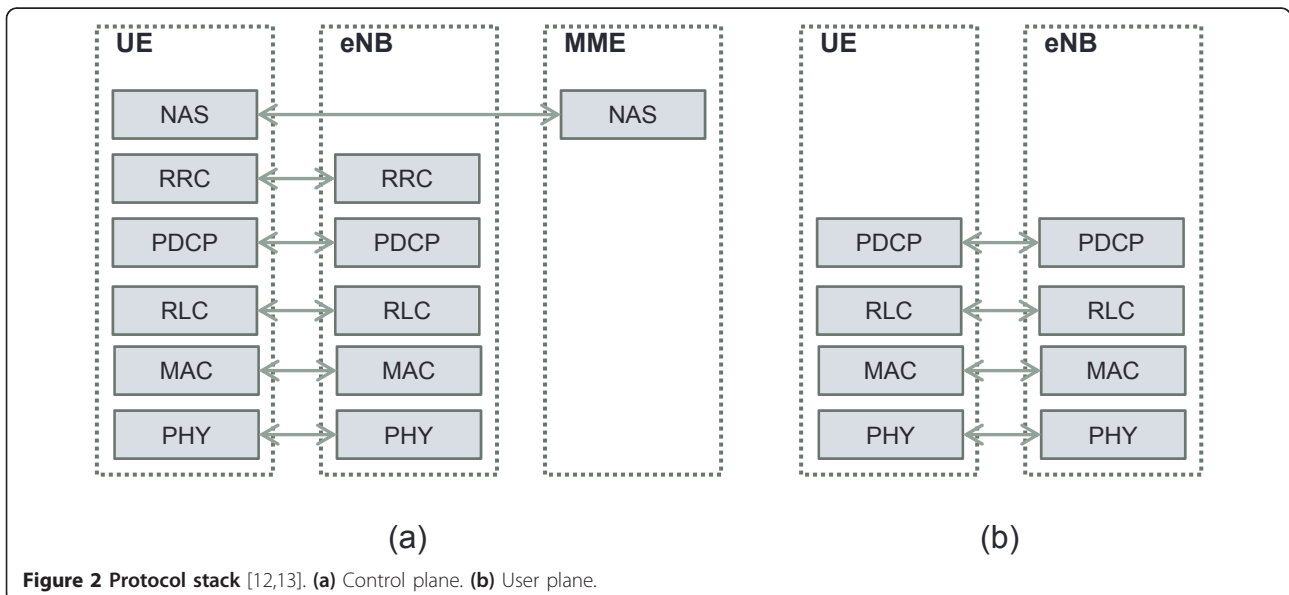 UE eNB MME UE eNB
NAS NAS
RRC RRC
PDCP PDCP PDCP PDCP
RLC RLC RLC RLC
MAC MAC MAC MAC
PHY PHY PHY PHY
(a) (b)
Figure 2 Protocol stack [12,13]. (a) Control plane. (b) User plane.